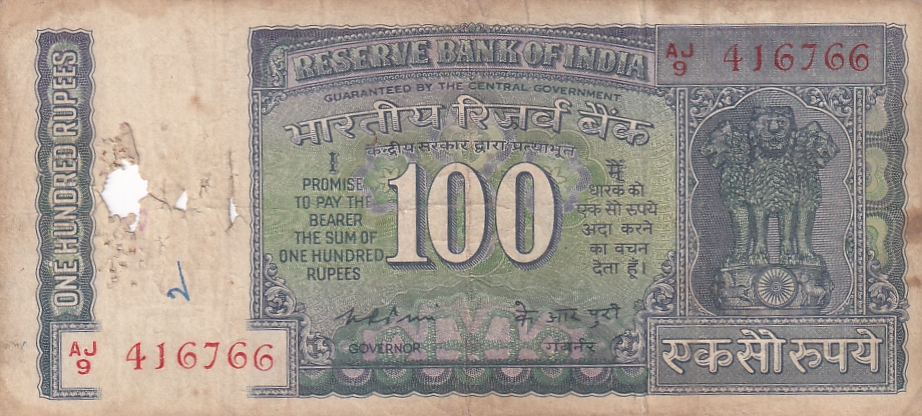 ONE HUNDRED RUPEES
RESERVE BANK OF INDIA
AJ
9 416766
GUARANTEED BY THE CENTRAL GOVERNMENT
भारतीय रिज़र्व बैंक
केन्द्रीय सरकार द्वारा प्रत्याभूत
I
PROMISE
TO PAY THE
BEARER
THE SUM OF
ONE HUNDRED
RUPEES
100
मैं
धारक को
एक सौ रुपये
अदा करने
का वचन
देता हूँ।
के. आर. पुरी
GOVERNOR
गवर्नर
AJ
9 416766
एक सौ रुपये